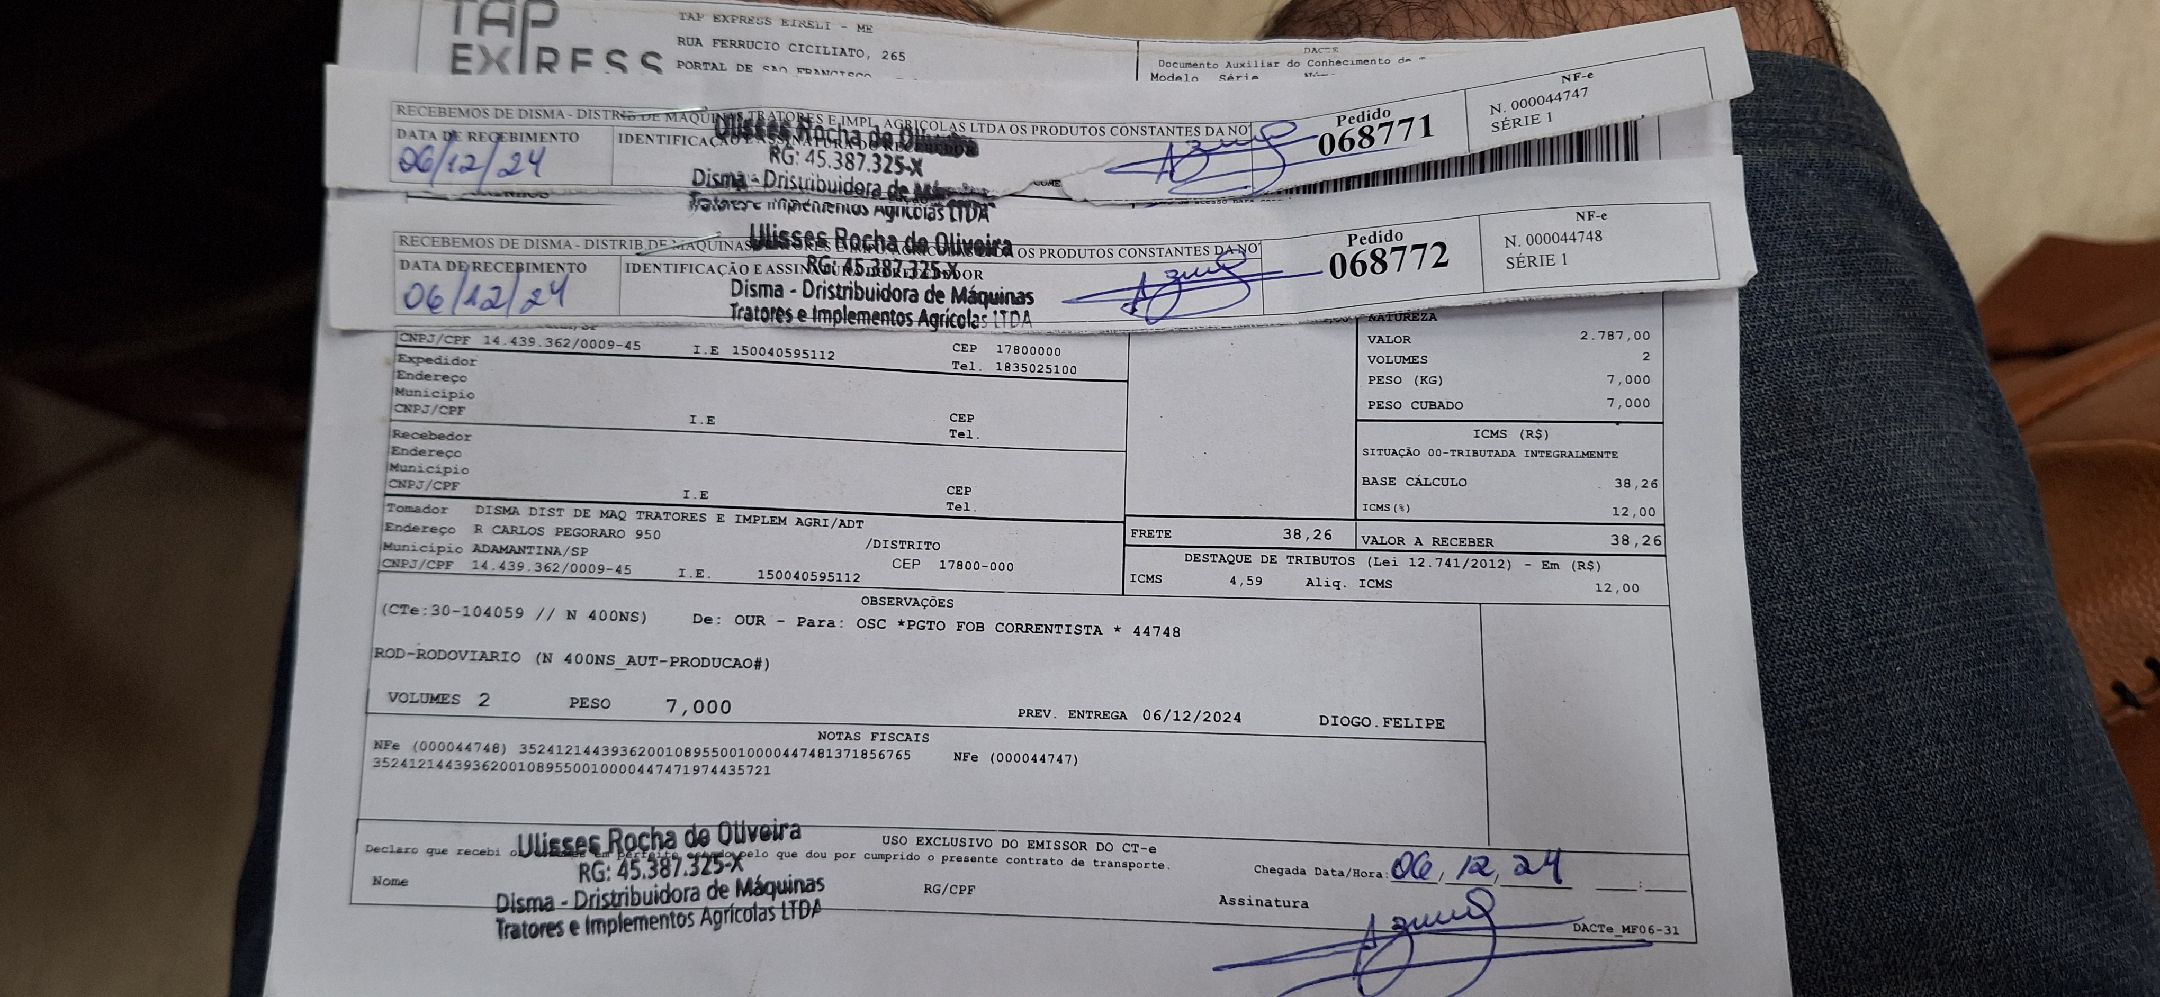 TAP
EXPRESS
TAP EXPRESS EIRELI - ME
RUA FERRUCIO CICILIATO, 265
PORTAL DE SAO FRANCISCO
DACTE
Documento Auxiliar do Conhecimento de
Modelo Série
RECEBEMOS DE DISMA - DISTRIB DE MAQUINAS TRATORES E IMPL. AGRICOLAS LTDA OS PRODUTOS CONSTANTES DA NO
DATA DE RECEBIMENTO
06/12/24
IDENTIFICAÇÃO E ASSINATURA DO RECEBEDOR
Ulisses Rocha de Oliveira
RG: 45.387.325-X
Disma - Dristribuidora de Máquinas
Tratores e Implementos Agrícolas LTDA
Pedido
068771
NF-e
N. 000044747
SÉRIE 1
RECEBEMOS DE DISMA - DISTRIB DE MAQUINAS OS PRODUTOS CONSTANTES DA NO
DATA DE RECEBIMENTO
06/12/24
IDENTIFICAÇÃO E ASSINATURA DO RECEBEDOR
Ulisses Rocha de Oliveira
RG: 45.387.325-X
Disma - Dristribuidora de Máquinas
Tratores e Implementos Agrícolas LTDA
Pedido
068772
NF-e
N. 000044748
SÉRIE 1
CNPJ/CPF 14.439.362/0009-45 I.E 150040595112 CEP 17800000
Tel. 1835025100
Expedidor
Endereço
Município
CNPJ/CPF I.E CEP
Tel.
Recebedor
Endereço
Município
CNPJ/CPF I.E CEP
Tel.
NATUREZA
VALOR 2.787,00
VOLUMES 2
PESO (KG) 7,000
PESO CUBADO 7,000
ICMS (R$)
SITUAÇÃO 00-TRIBUTADA INTEGRALMENTE
BASE CÁLCULO 38,26
ICMS(%) 12,00
Tomador DISMA DIST DE MAQ TRATORES E IMPLEM AGRI/ADT
Endereço R CARLOS PEGORARO 950 /DISTRITO
Município ADAMANTINA/SP CEP 17800-000
CNPJ/CPF 14.439.362/0009-45 I.E. 150040595112
FRETE 38,26 VALOR A RECEBER 38,26
DESTAQUE DE TRIBUTOS (Lei 12.741/2012) - Em (R$)
ICMS 4,59 Aliq. ICMS 12,00
OBSERVAÇÕES
(CTe:30-104059 // N 400NS) De: OUR - Para: OSC *PGTO FOB CORRENTISTA * 44748
ROD-RODOVIARIO (N 400NS_AUT-PRODUCAO#)
VOLUMES 2 PESO 7,000 PREV. ENTREGA 06/12/2024 DIOGO.FELIPE
NOTAS FISCAIS
NFe (000044748) 35241214439362001089550010000447481371856765 NFe (000044747)
35241214439362001089550010000447471974435721
USO EXCLUSIVO DO EMISSOR DO CT-e
Declaro que recebi o pelo que dou por cumprido o presente contrato de transporte.
Ulisses Rocha de Oliveira
RG: 45.387.325-X
Disma - Dristribuidora de Máquinas
Tratores e Implementos Agrícolas LTDA
Nome RG/CPF
Chegada Data/Hora: 06, 12, 24
Assinatura
DACTe_MF06-31